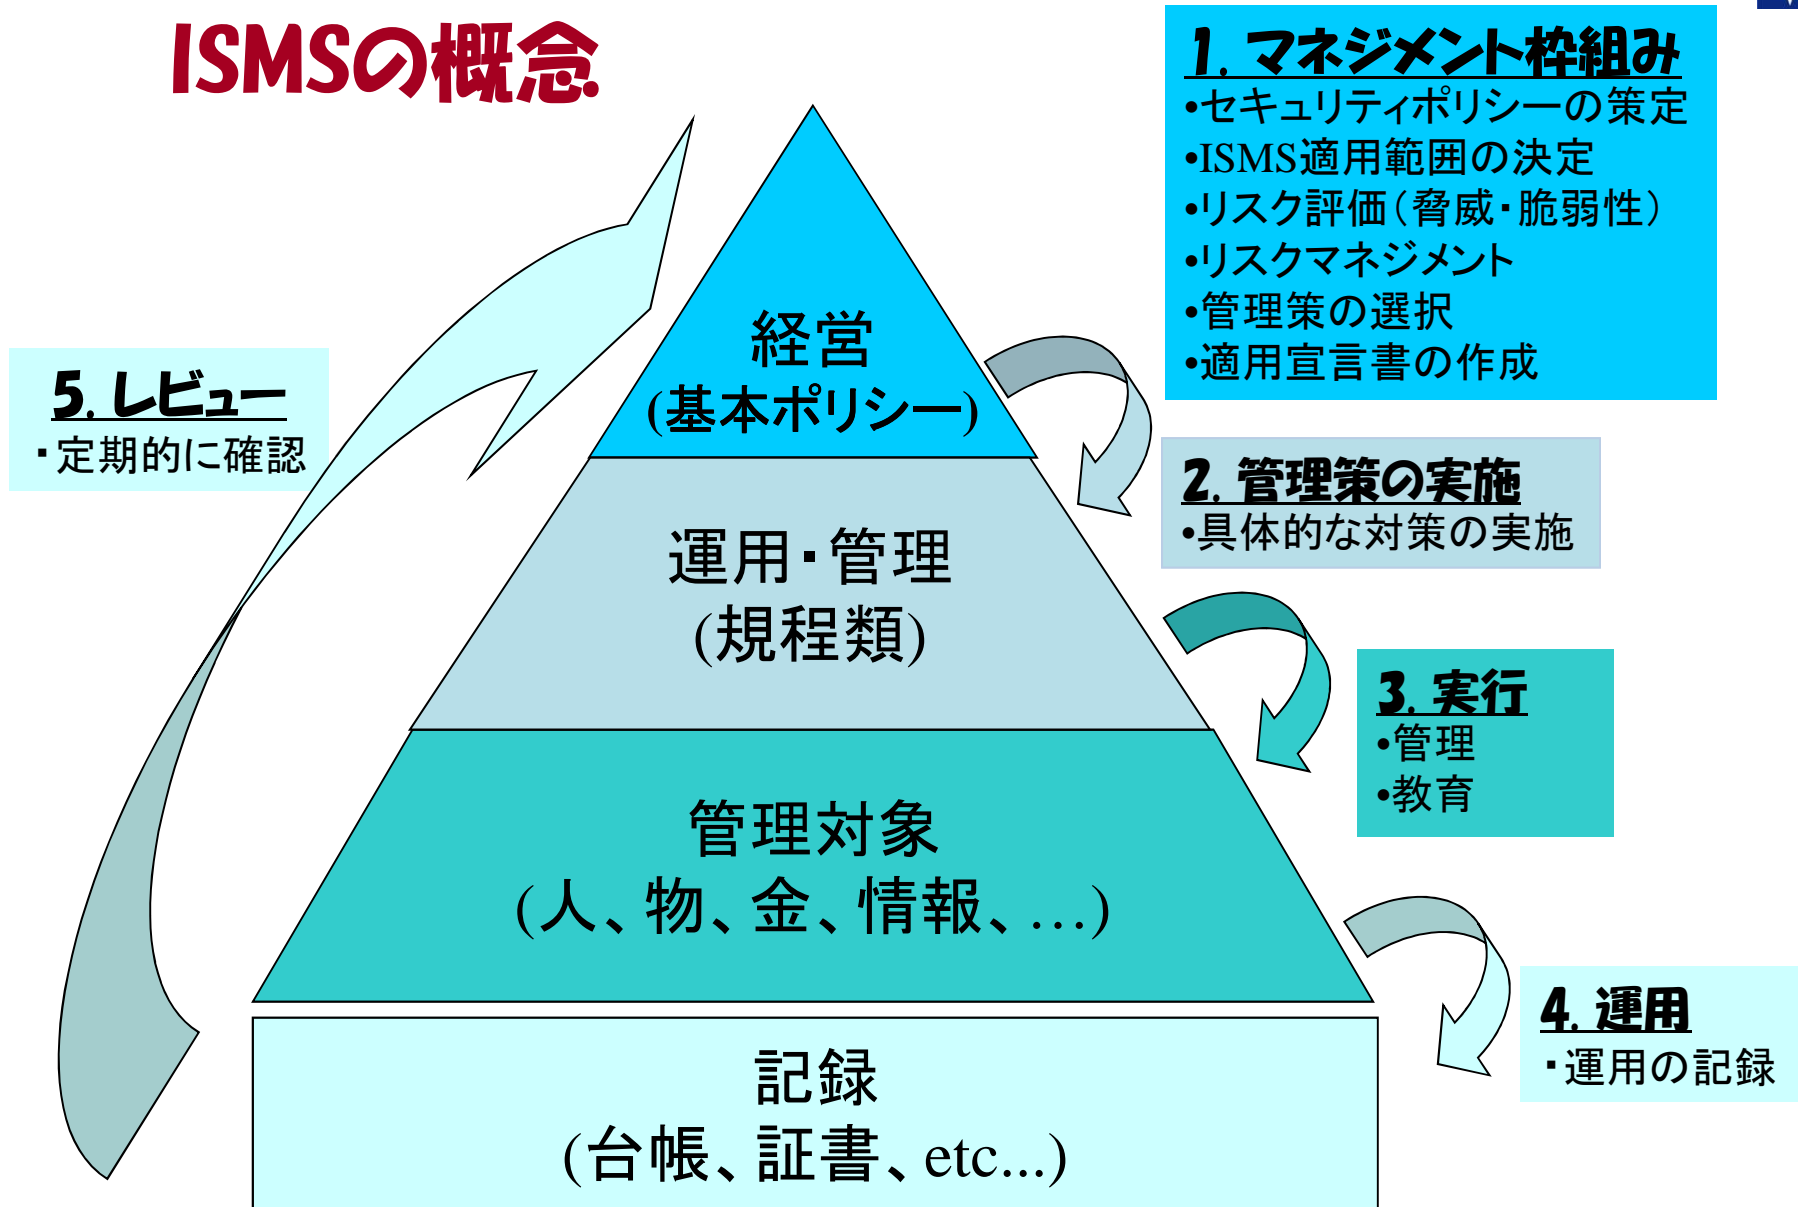 ISMSの概念
1. マネジメント枠組み
•セキュリティポリシーの策定
•ISMS適用範囲の決定
•リスク評価(脅威・脆弱性)
•リスクマネジメント
•管理策の選択
•適用宣言書の作成
経営
(基本ポリシー)
5. レビュー
・定期的に確認
2. 管理策の実施
•具体的な対策の実施
運用・管理
(規程類)
3. 実行
•管理
•教育
管理対象
(人、物、金、情報、…)
4. 運用
・運用の記録
記録
(台帳、証書、etc...)